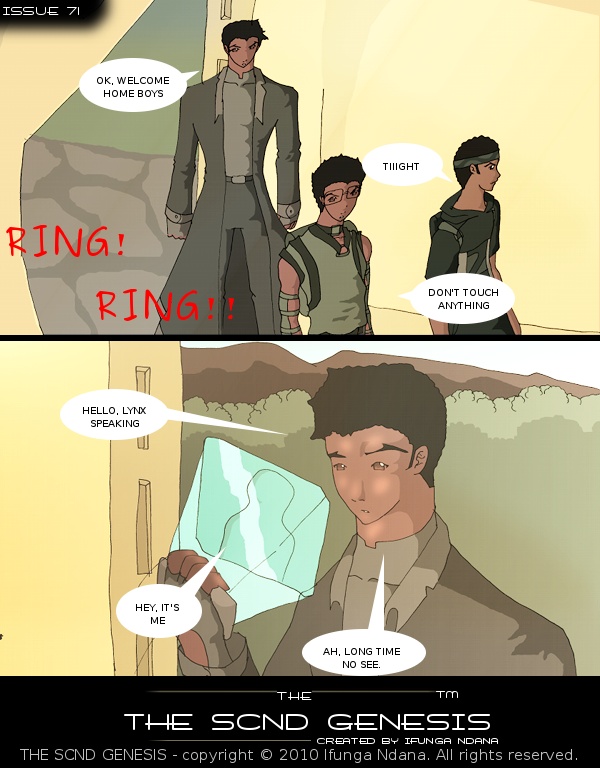 ISSUE 71
OK, WELCOME
HOME BOYS
TIIIGHT
RING!
RING!!
DON'T TOUCH
ANYTHING
HELLO, LYNX
SPEAKING
HEY, IT'S
ME
AH, LONG TIME
NO SEE.
THE TM
THE SCND GENESIS
CREATED BY IFUNGA NDANA
THE SCND GENESIS - copyright © 2010 Ifunga Ndana. All rights reserved.